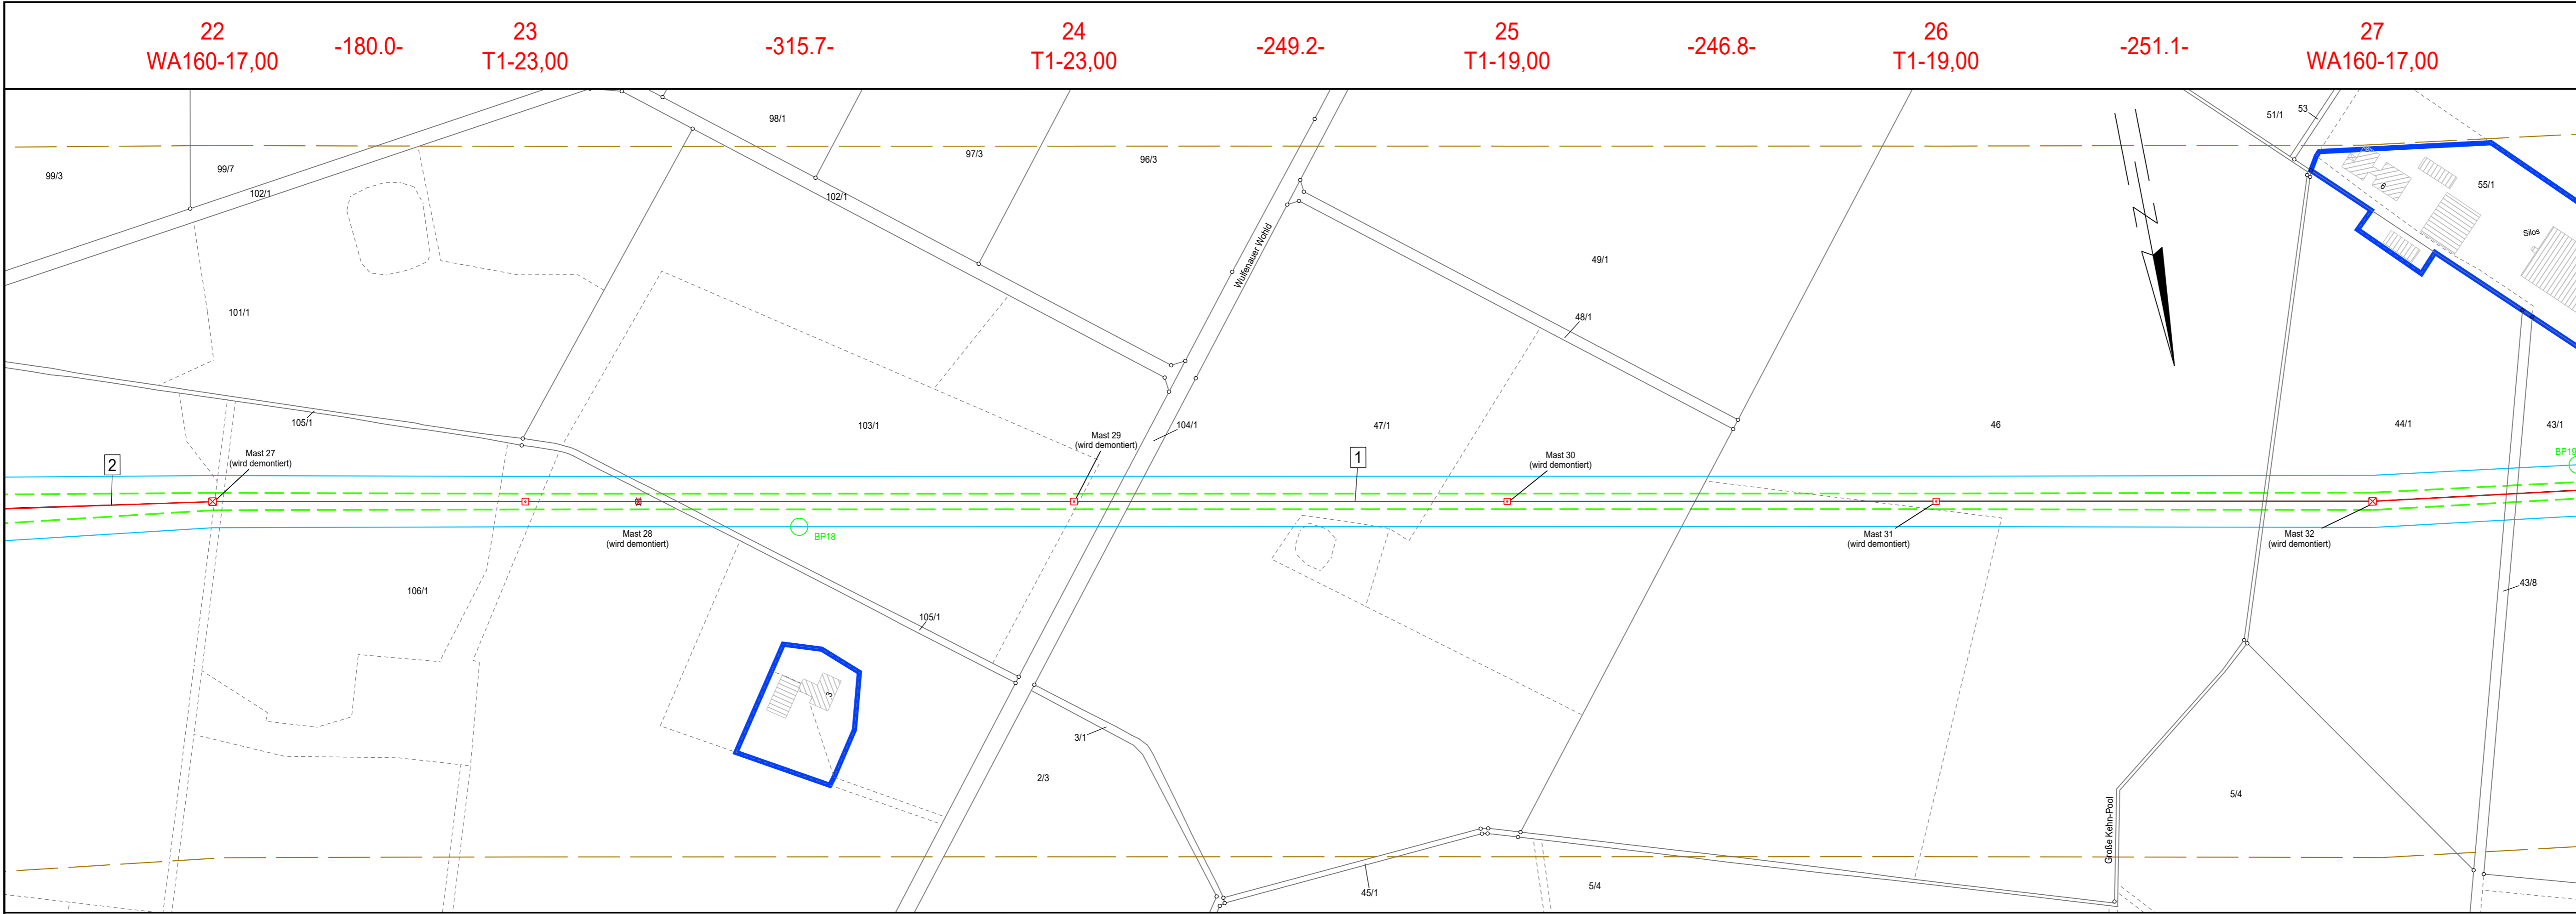 22
WA160-17,00
-180.0-
23
T1-23,00
-315.7-
24
T1-23,00
-249.2-
25
T1-19,00
-246.8-
26
T1-19,00
-251.1-
27
WA160-17,00
98/1
51/1
53
97/3
96/3
99/3
99/7
102/1
102/1
55/1
6
Silos
Wulfenauer Wohld
49/1
101/1
48/1
105/1
103/1
104/1
47/1
46
44/1
43/1
Mast 29
(wird demontiert)
Mast 27
(wird demontiert)
2
1
Mast 30
(wird demontiert)
BP19
Mast 28
(wird demontiert)
BP18
Mast 31
(wird demontiert)
Mast 32
(wird demontiert)
106/1
43/8
105/1
3
3/1
2/3
5/4
Große Kehn-Pool
45/1
5/4